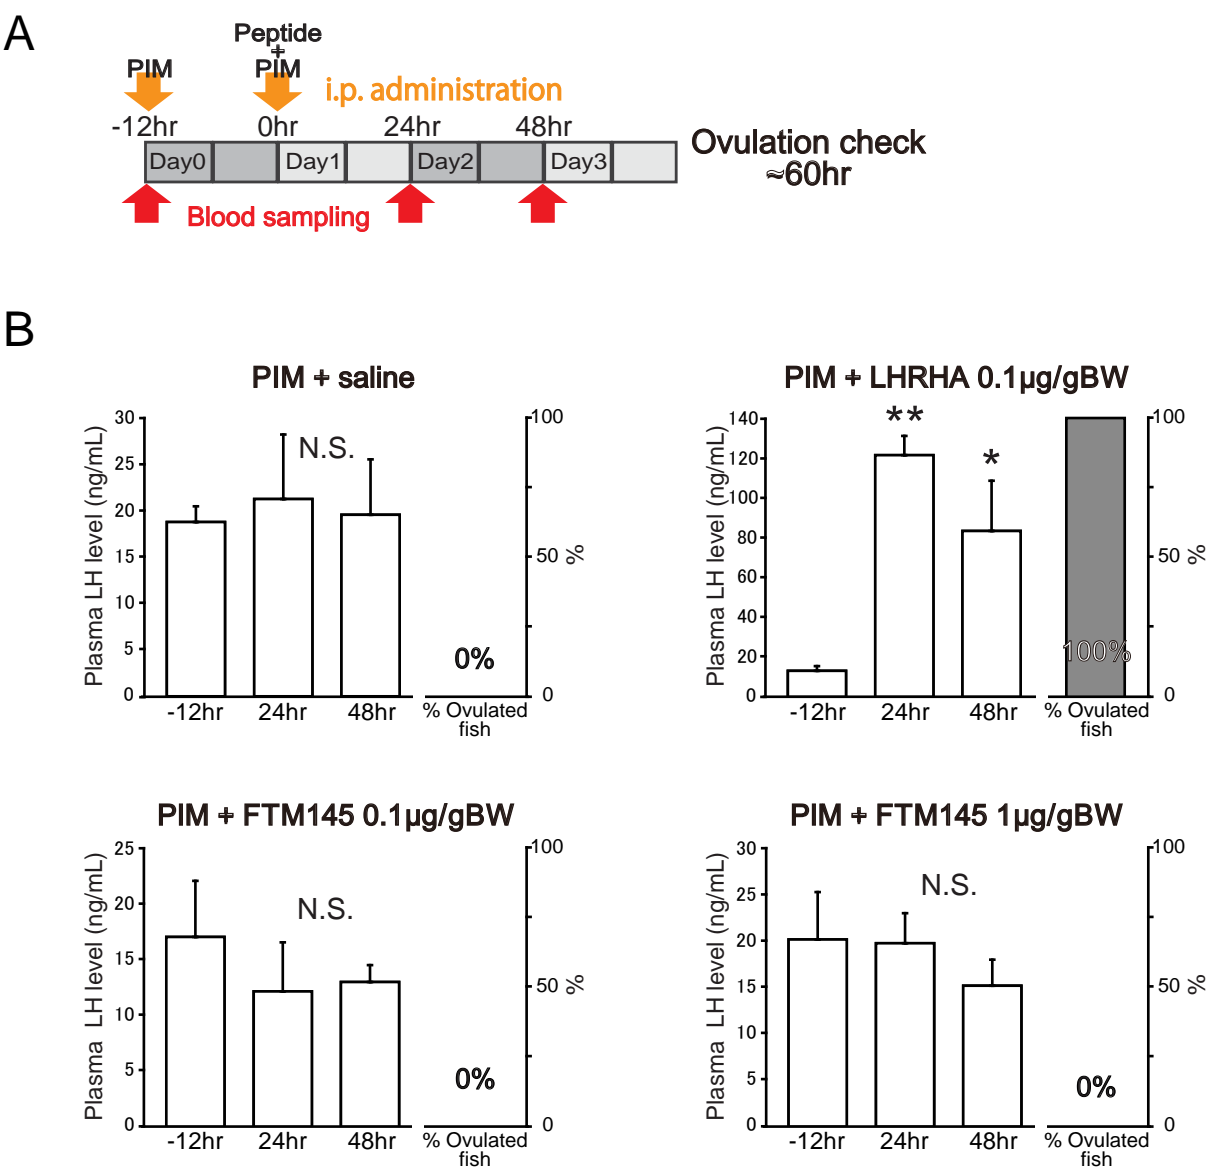 A
Peptide
+
PIM PIM
i.p. administration
-12hr 0hr 24hr 48hr
Day0 Day1 Day2 Day3
Ovulation check
≈60hr
Blood sampling
B
PIM + saline
Plasma LH level (ng/mL)
30
25
20
15
10
5
0
N.S.
0%
100
50
0
%
-12hr 24hr 48hr
% Ovulated
fish
PIM + LHRHA 0.1µg/gBW
Plasma LH level (ng/mL)
140
120
100
80
60
40
20
0
**
*
100%
100
50
0
%
-12hr 24hr 48hr
% Ovulated
fish
PIM + FTM145 0.1µg/gBW
Plasma LH level (ng/mL)
25
20
15
10
5
0
N.S.
0%
100
50
0
%
-12hr 24hr 48hr
% Ovulated
fish
PIM + FTM145 1µg/gBW
Plasma LH level (ng/mL)
30
25
20
15
10
5
0
N.S.
0%
100
50
0
%
-12hr 24hr 48hr
% Ovulated
fish